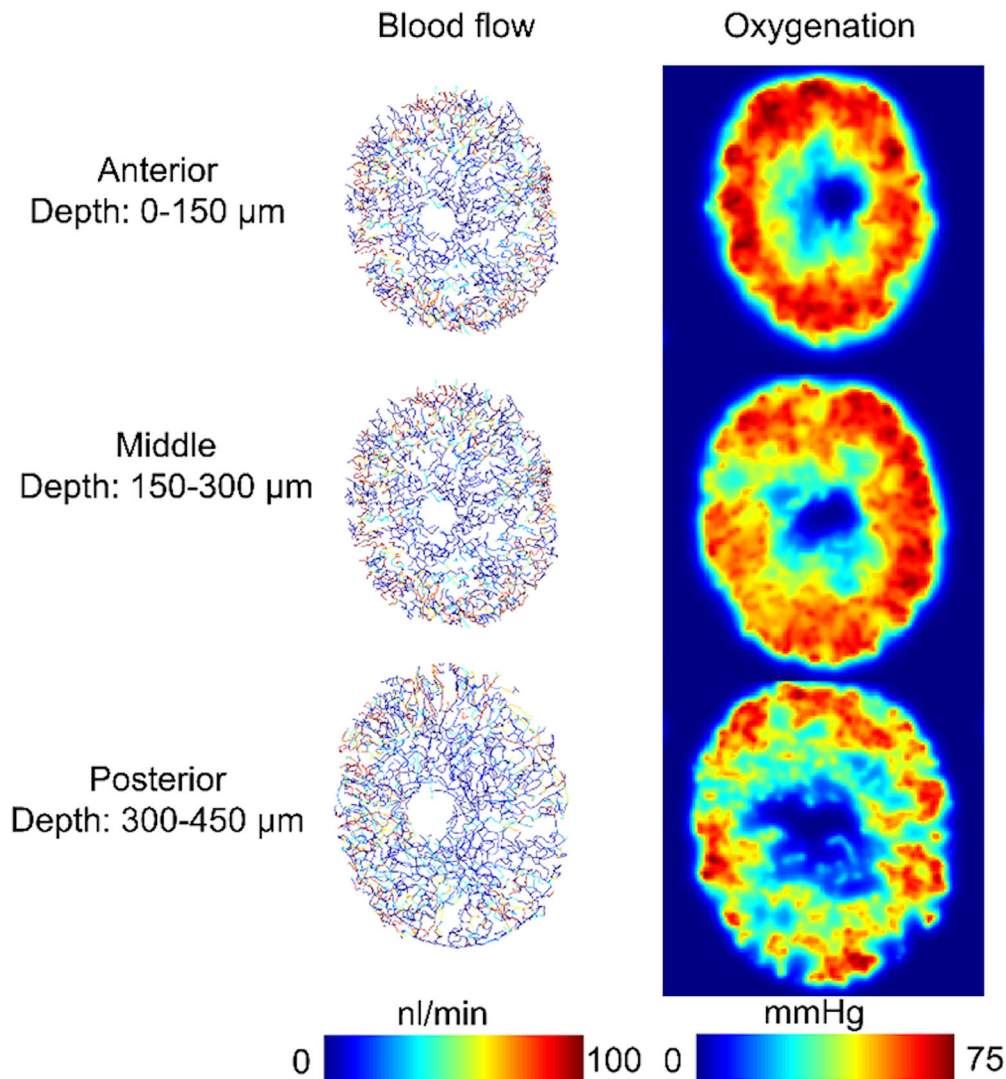 Blood flow
Oxygenation
Anterior
Depth: 0-150 µm
Middle
Depth: 150-300 µm
Posterior
Depth: 300-450 µm
nl/min
mmHg
0
100
0
75